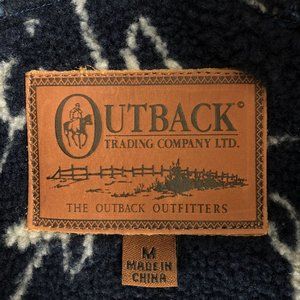 OUTBACK©
TRADING COMPANY LTD.
THE OUTBACK OUTFITTERS
M
MADE IN
CHINA